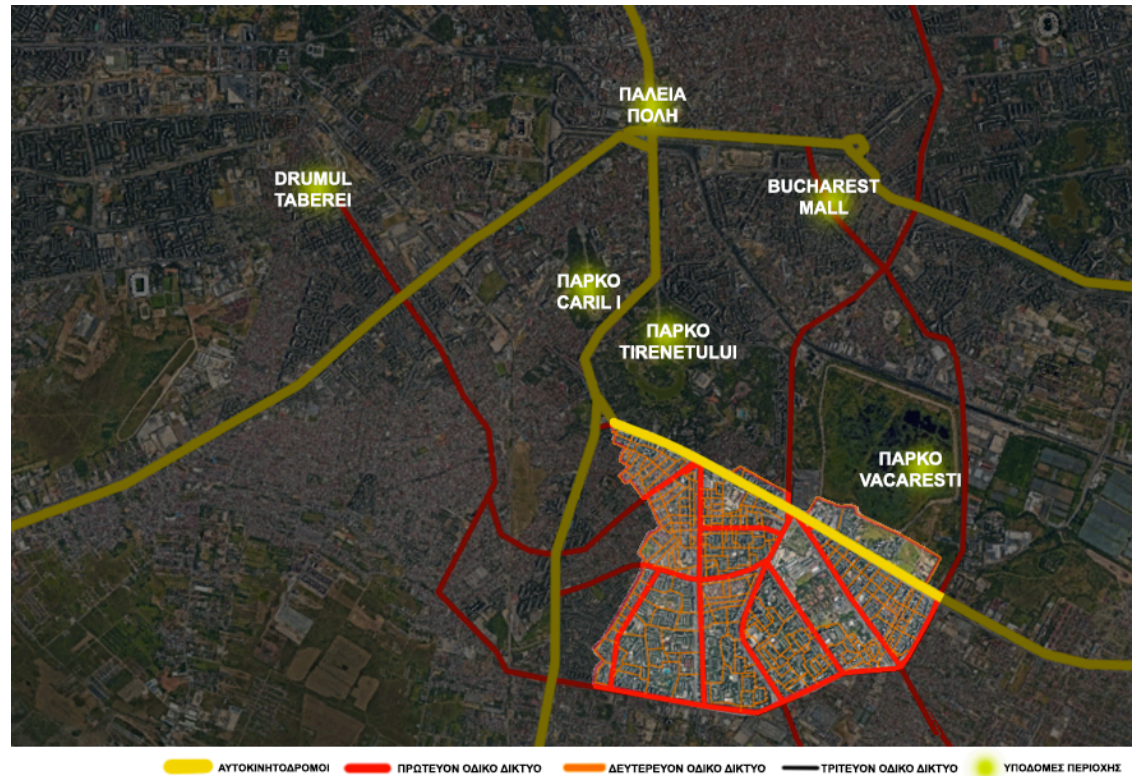 ΠΑΛΕΙΑ
ΠΟΛΗ
DRUMUL
TABEREI
BUCHAREST
MALL
ΠΑΡΚΟ
CARIL I
ΠΑΡΚΟ
TIRENETULUI
ΠΑΡΚΟ
VACARESTI
ΑΥΤΟΚΙΝΗΤΟΔΡΟΜΟΙ
ΠΡΩΤΕΥΟΝ ΟΔΙΚΟ ΔΙΚΤΥΟ
ΔΕΥΤΕΡΕΥΟΝ ΟΔΙΚΟ ΔΙΚΤΥΟ
ΤΡΙΤΕΥΟΝ ΟΔΙΚΟ ΔΙΚΤΥΟ
ΥΠΟΔΟΜΕΣ ΠΕΡΙΟΧΗΣ